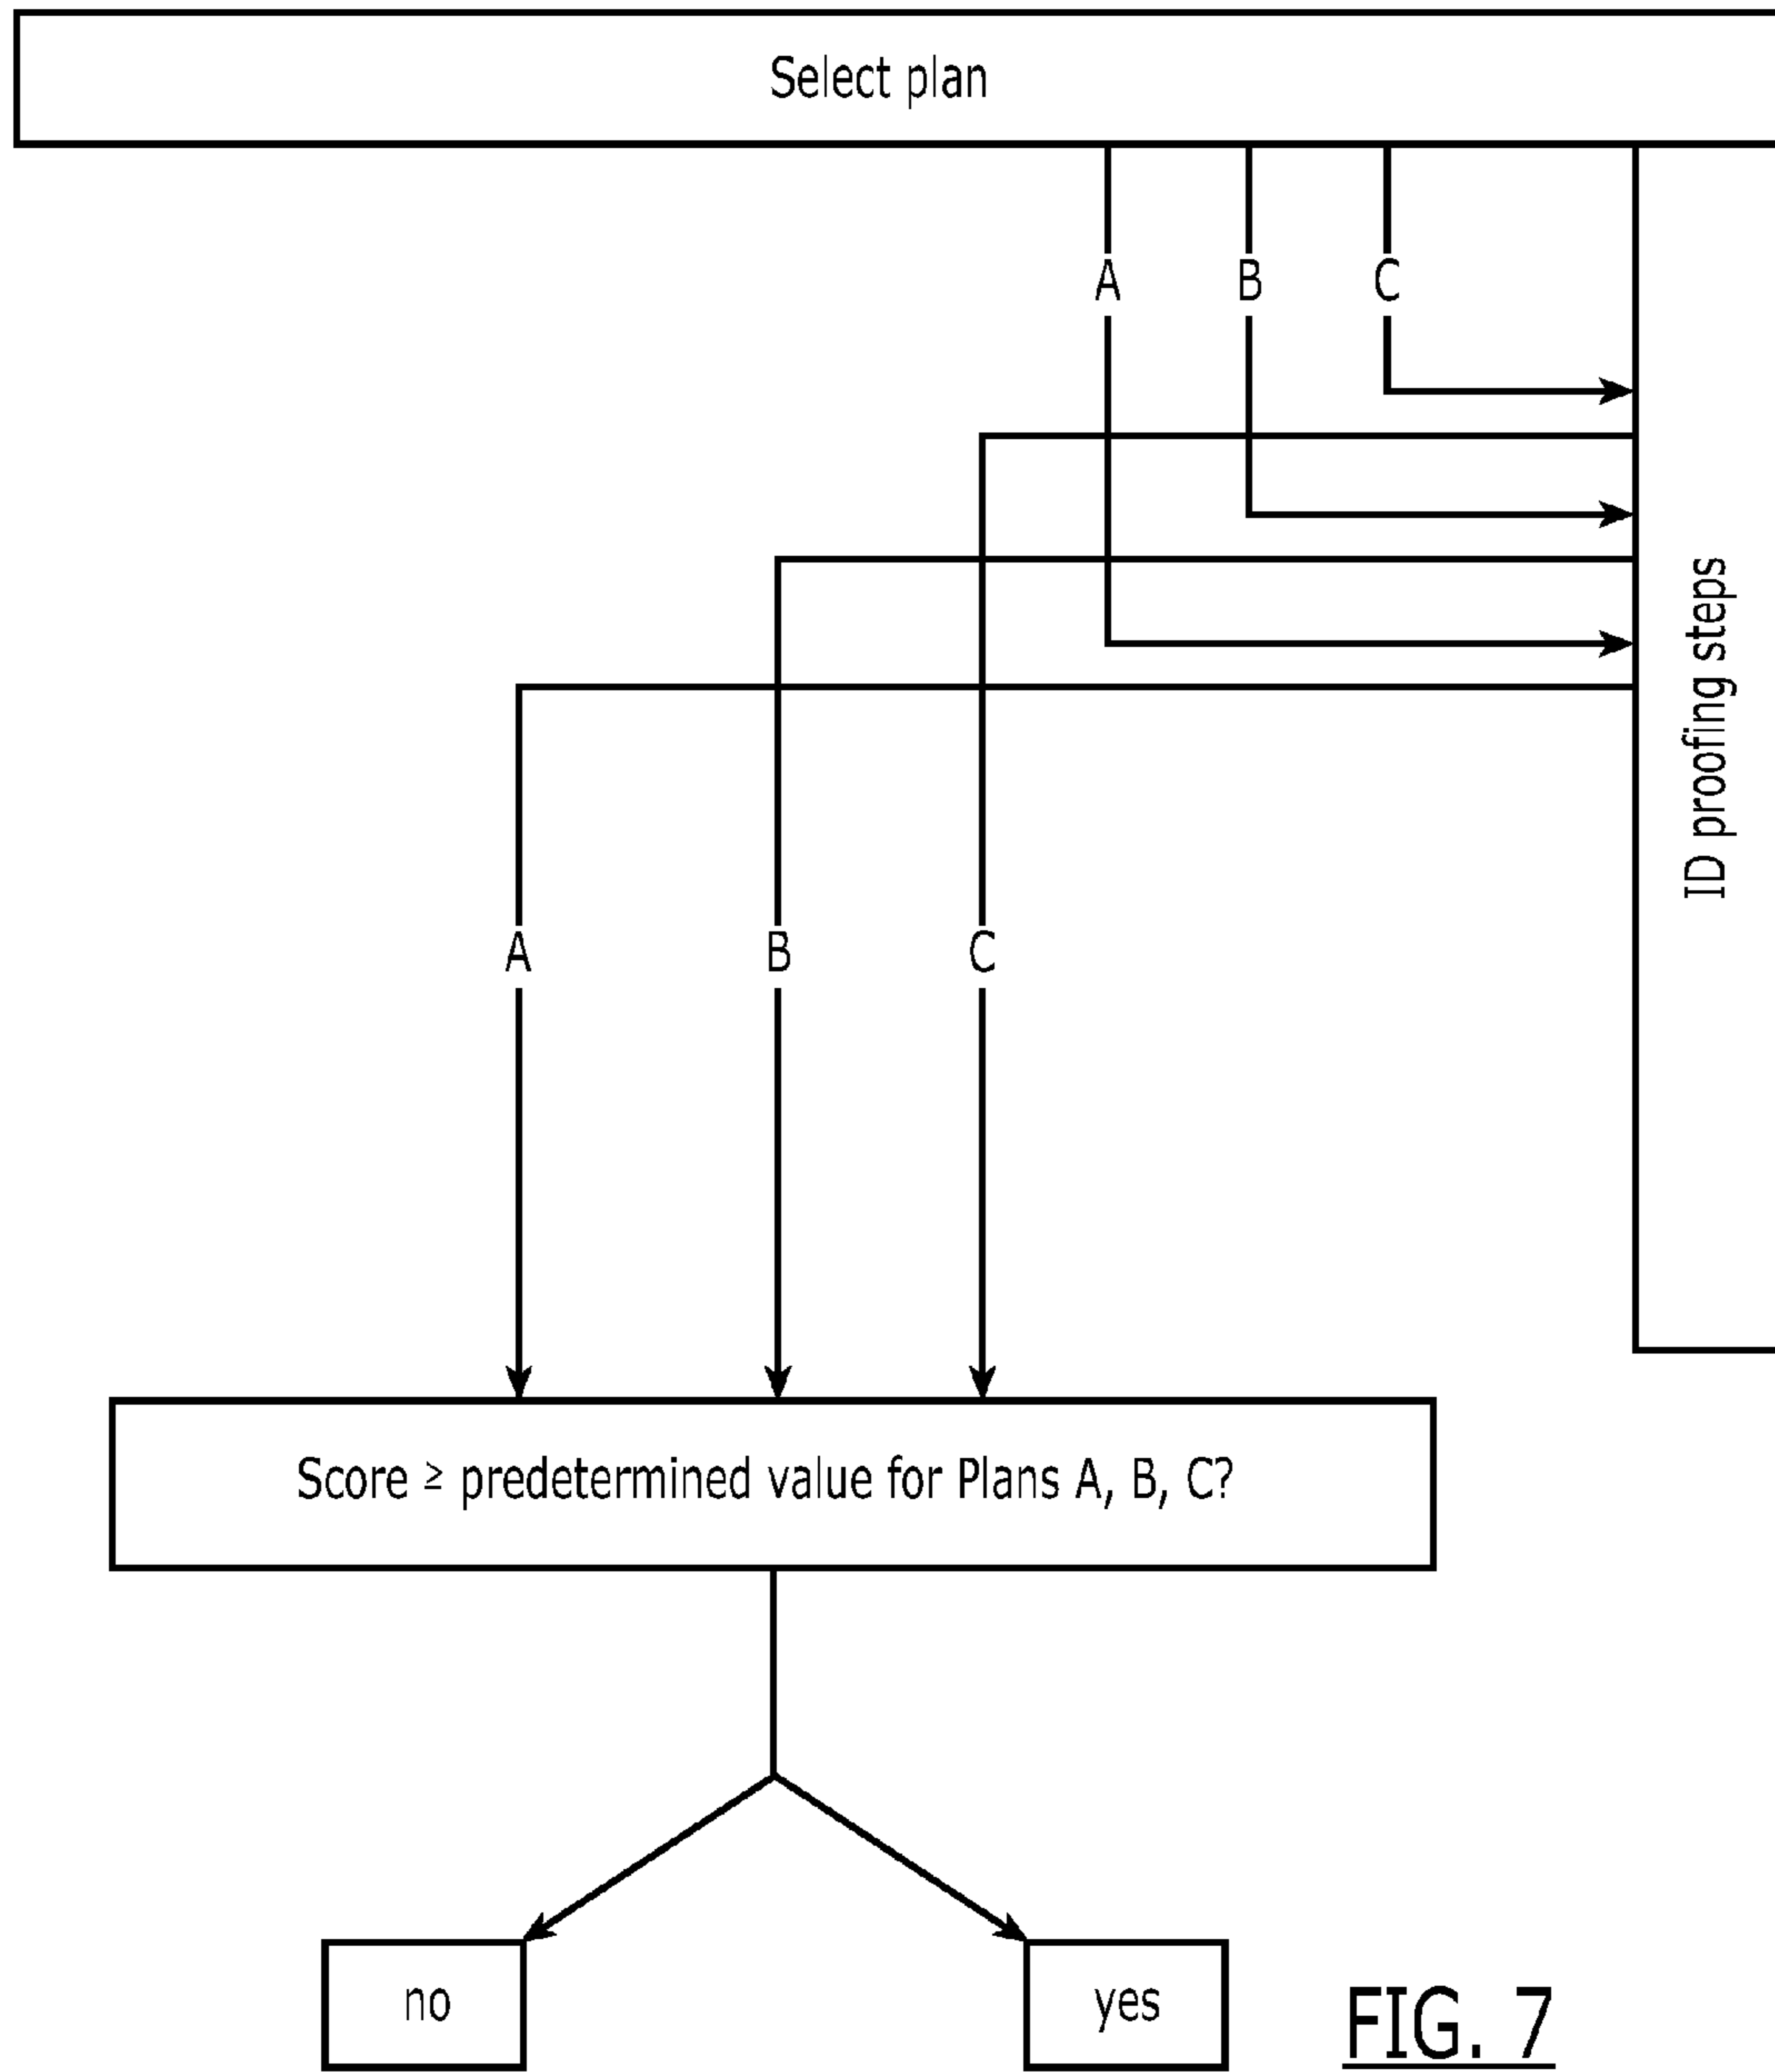 Select plan
A B C
ID proofing steps
A B C
Score ≥ predetermined value for Plans A, B, C?
no
yes
FIG. 7